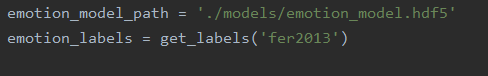 emotion_model_path = './models/emotion_model.hdf5'
emotion_labels = get_labels('fer2013')